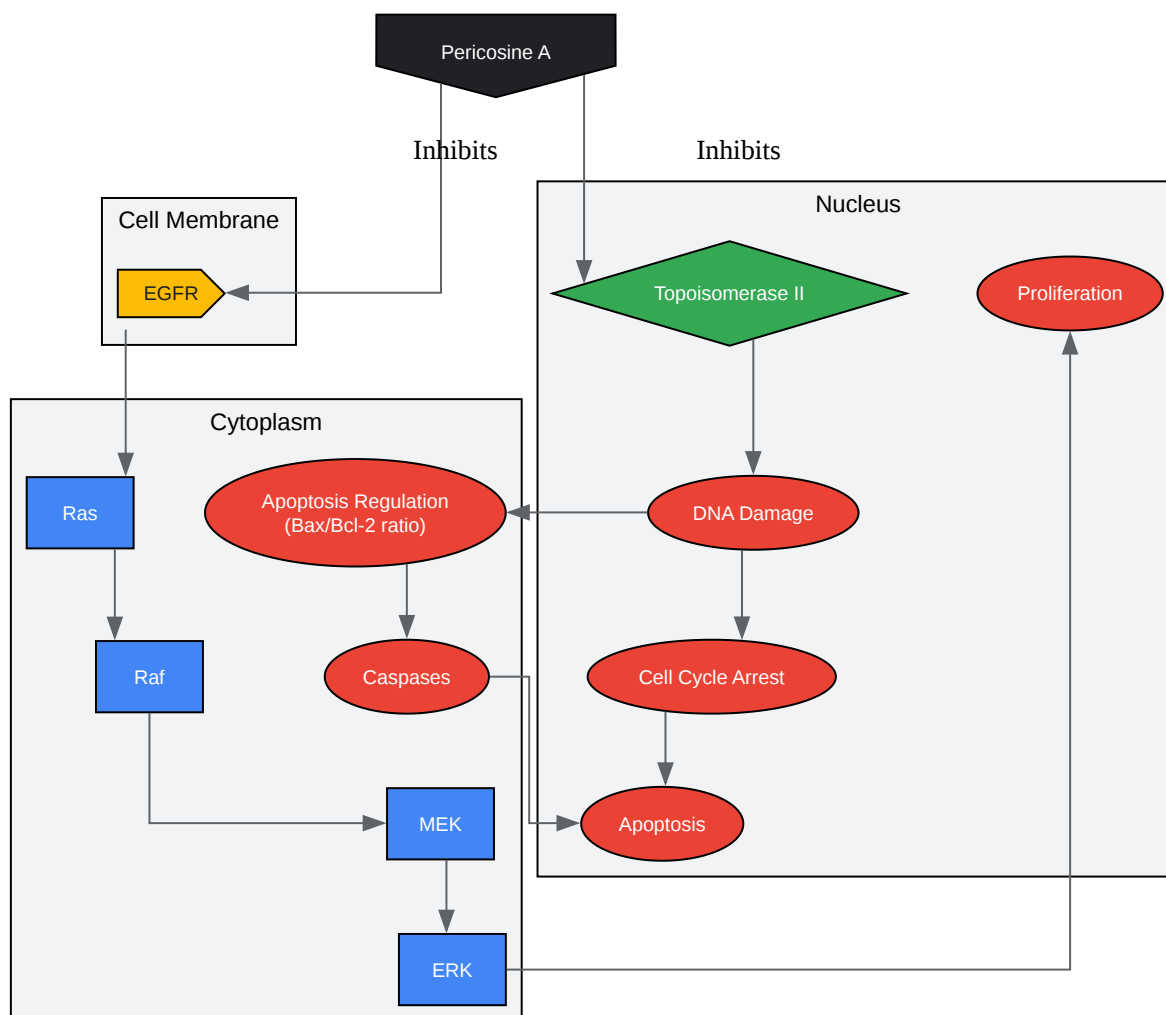 Pericosine A
Inhibits
Inhibits
Cell Membrane
EGFR
Nucleus
Topoisomerase II
Proliferation
Cytoplasm
Ras
Apoptosis Regulation
(Bax/Bcl-2 ratio)
DNA Damage
Raf
Caspases
Cell Cycle Arrest
MEK
Apoptosis
ERK